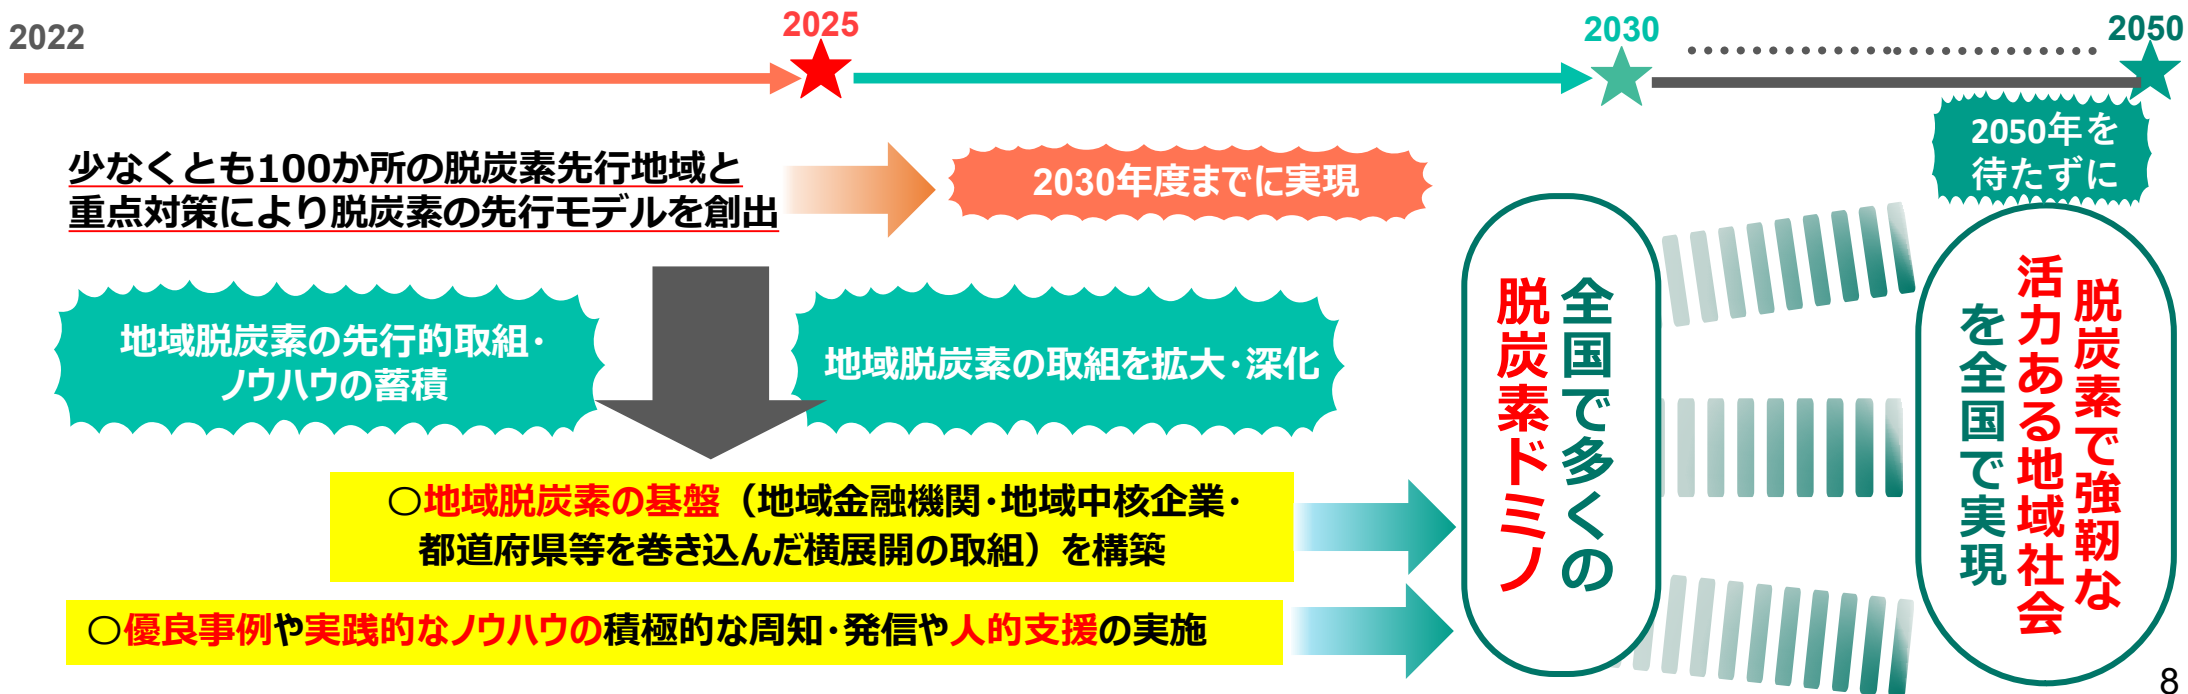 2022
2025
2030
2050
少なくとも100か所の脱炭素先行地域と
重点対策により脱炭素の先行モデルを創出
2030年度までに実現
2050年を
待たずに
地域脱炭素の先行的取組・
ノウハウの蓄積
地域脱炭素の取組を拡大・深化
〇地域脱炭素の基盤（地域金融機関・地域中核企業・
都道府県等を巻き込んだ横展開の取組）を構築
〇優良事例や実践的なノウハウの積極的な周知・発信や人的支援の実施
全国で多くの
脱炭素ドミノ
脱炭素で強靭な
活力ある地域社会
を全国で実現
8